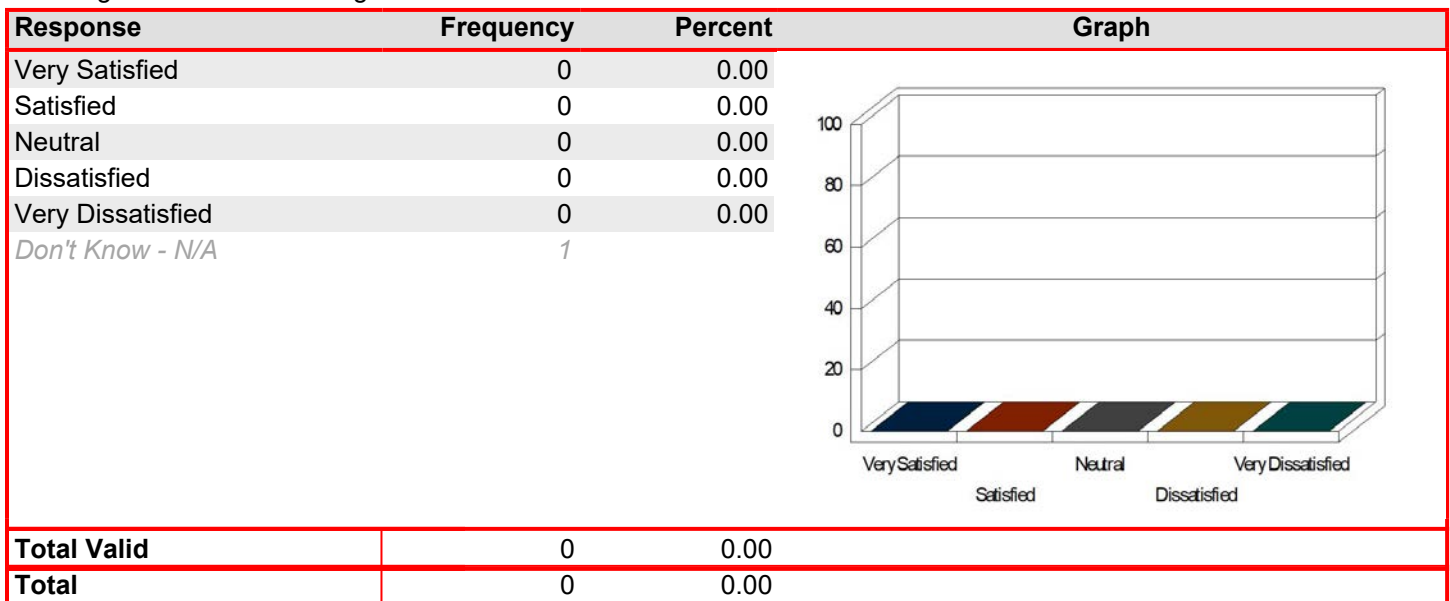 Response Frequency Percent Graph
Very Satisfied 0 0.00
Satisfied 0 0.00
Neutral 0 0.00
Dissatisfied 0 0.00
Very Dissatisfied 0 0.00
Don't Know - N/A 1
100
80
60
40
20
0
Very Satisfied Neutral Very Dissatisfied
Satisfied Dissatisfied
Total Valid 0 0.00
Total 0 0.00